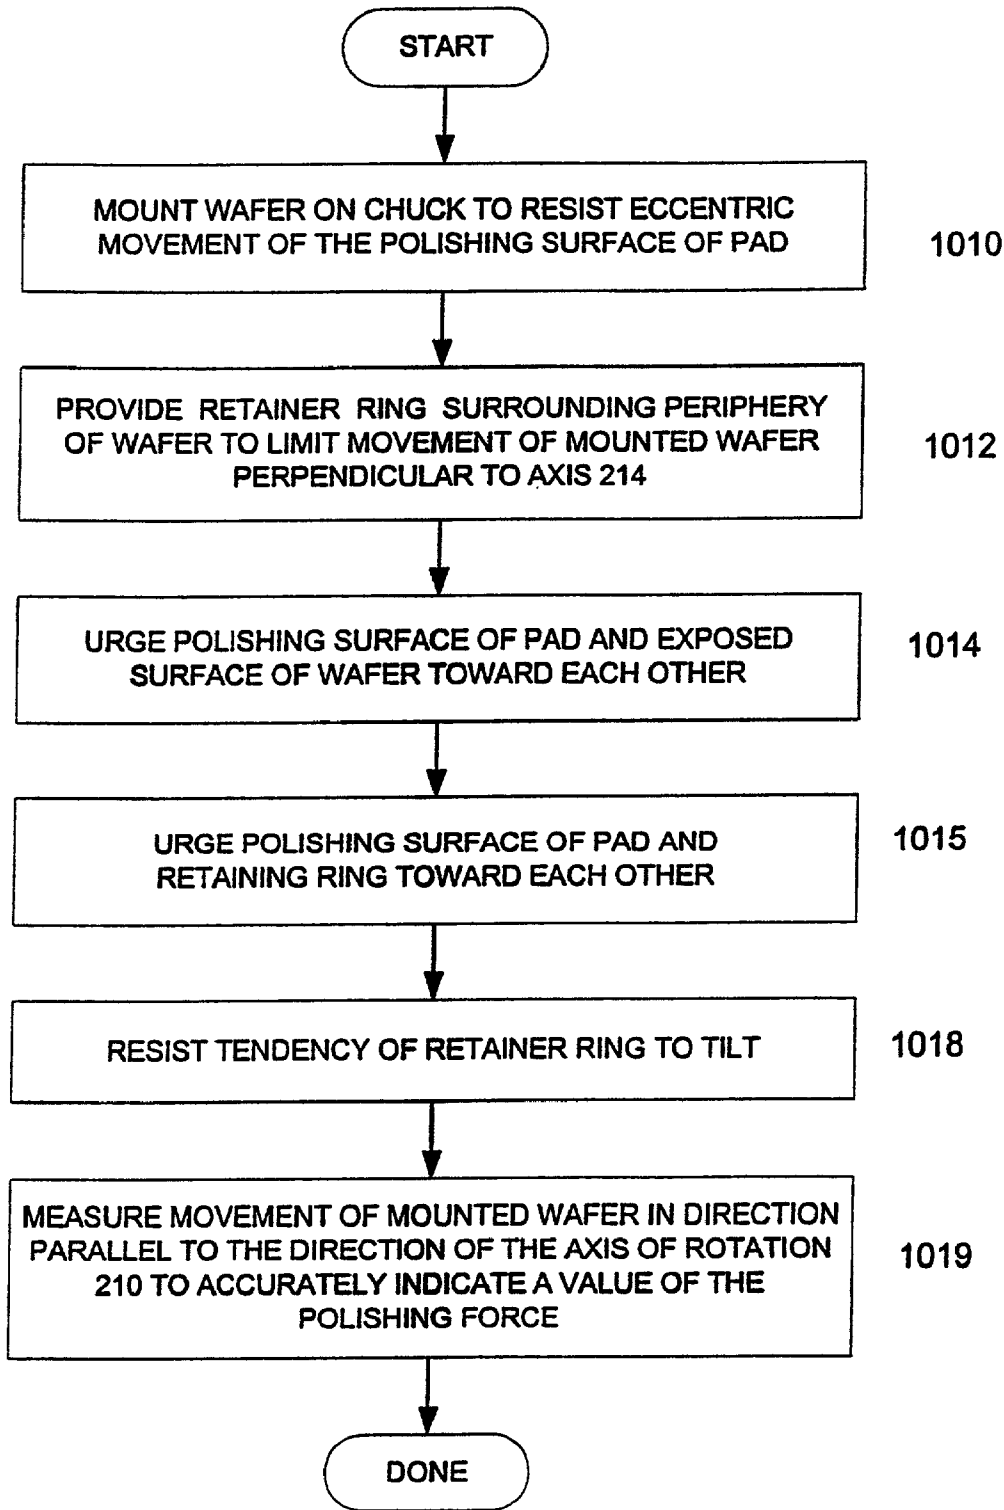 START
MOUNT WAFER ON CHUCK TO RESIST ECCENTRIC
MOVEMENT OF THE POLISHING SURFACE OF PAD
1010
PROVIDE RETAINER RING SURROUNDING PERIPHERY
OF WAFER TO LIMIT MOVEMENT OF MOUNTED WAFER
PERPENDICULAR TO AXIS 214
1012
URGE POLISHING SURFACE OF PAD AND EXPOSED
SURFACE OF WAFER TOWARD EACH OTHER
1014
URGE POLISHING SURFACE OF PAD AND
RETAINING RING TOWARD EACH OTHER
1015
RESIST TENDENCY OF RETAINER RING TO TILT
1018
MEASURE MOVEMENT OF MOUNTED WAFER IN DIRECTION
PARALLEL TO THE DIRECTION OF THE AXIS OF ROTATION
210 TO ACCURATELY INDICATE A VALUE OF THE
POLISHING FORCE
1019
DONE